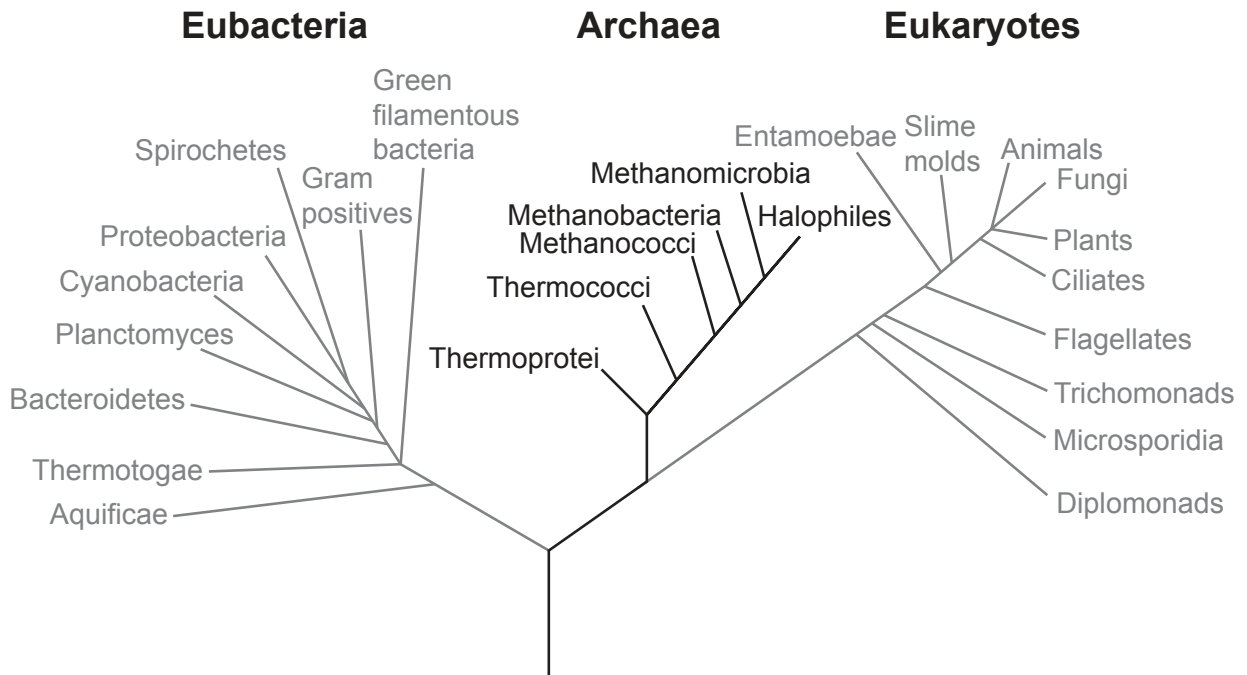 Eubacteria
Archaea
Eukaryotes
Green
filamentous
bacteria
Spirochetes
Gram
positives
Proteobacteria
Cyanobacteria
Planctomyces
Bacteroidetes
Thermotogae
Aquificae
Methanomicrobia
Methanobacteria
Halophiles
Methanococci
Thermococci
Thermoprotei
Entamoebae
Slime
molds
Animals
Fungi
Plants
Ciliates
Flagellates
Trichomonads
Microsporidia
Diplomonads